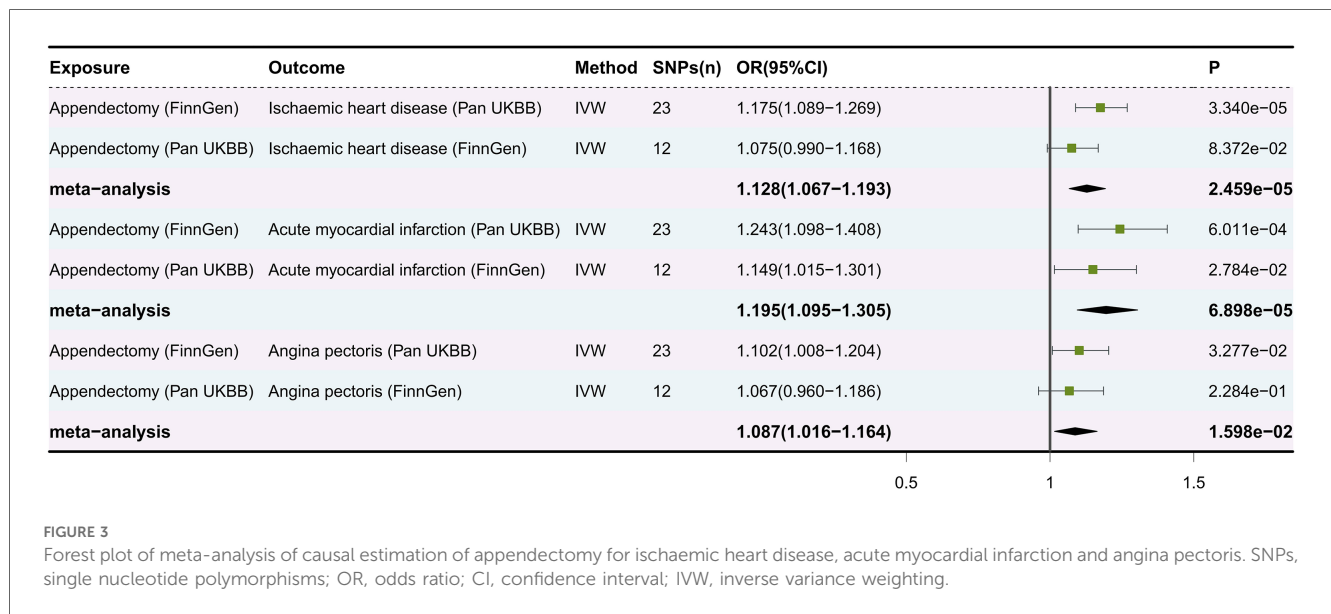 Exposure Outcome Method SNPs(n) OR(95%CI) P
Appendectomy (FinnGen) Ischaemic heart disease (Pan UKBB) IVW 23 1.175(1.089−1.269) 3.340e−05
Appendectomy (Pan UKBB) Ischaemic heart disease (FinnGen) IVW 12 1.075(0.990−1.168) 8.372e−02
meta−analysis 1.128(1.067−1.193) 2.459e−05
Appendectomy (FinnGen) Acute myocardial infarction (Pan UKBB) IVW 23 1.243(1.098−1.408) 6.011e−04
Appendectomy (Pan UKBB) Acute myocardial infarction (FinnGen) IVW 12 1.149(1.015−1.301) 2.784e−02
meta−analysis 1.195(1.095−1.305) 6.898e−05
Appendectomy (FinnGen) Angina pectoris (Pan UKBB) IVW 23 1.102(1.008−1.204) 3.277e−02
Appendectomy (Pan UKBB) Angina pectoris (FinnGen) IVW 12 1.067(0.960−1.186) 2.284e−01
meta−analysis 1.087(1.016−1.164) 1.598e−02
0.5 1 1.5
FIGURE 3
Forest plot of meta-analysis of causal estimation of appendectomy for ischaemic heart disease, acute myocardial infarction and angina pectoris. SNPs,
single nucleotide polymorphisms; OR, odds ratio; CI, confidence interval; IVW, inverse variance weighting.